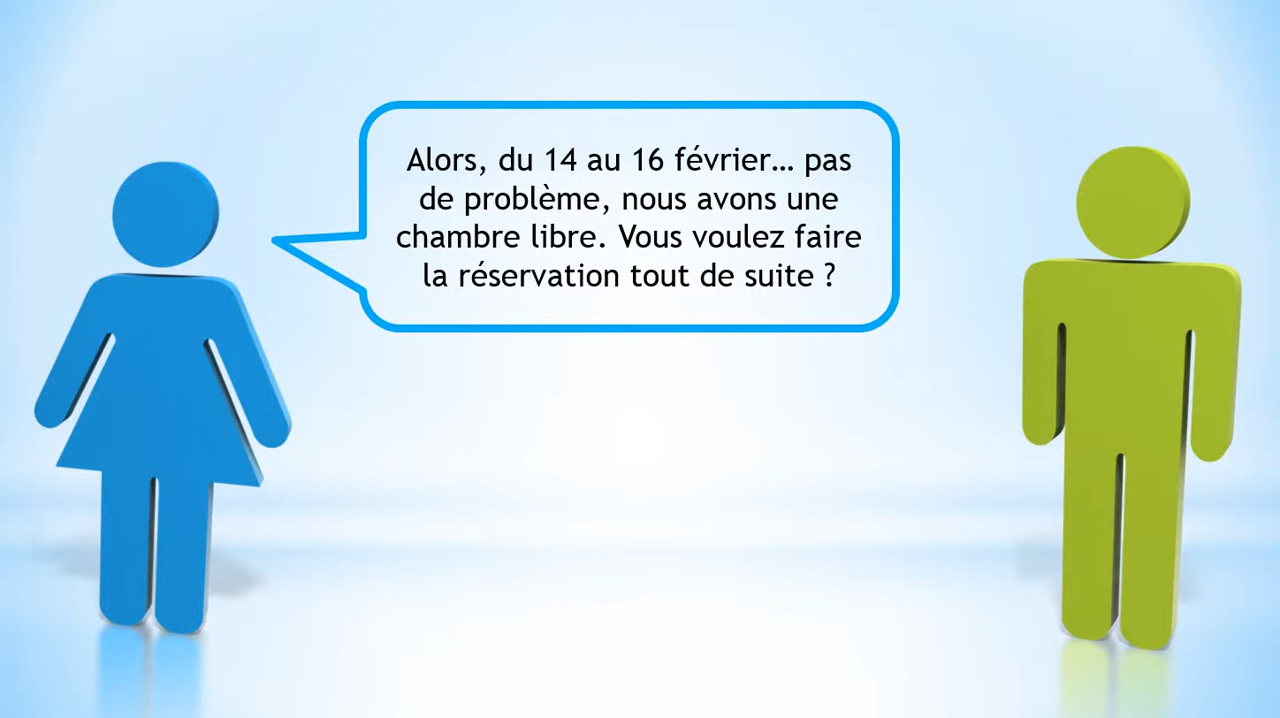 Alors, du 14 au 16 février… pas
de problème, nous avons une
chambre libre. Vous voulez faire
la réservation tout de suite ?